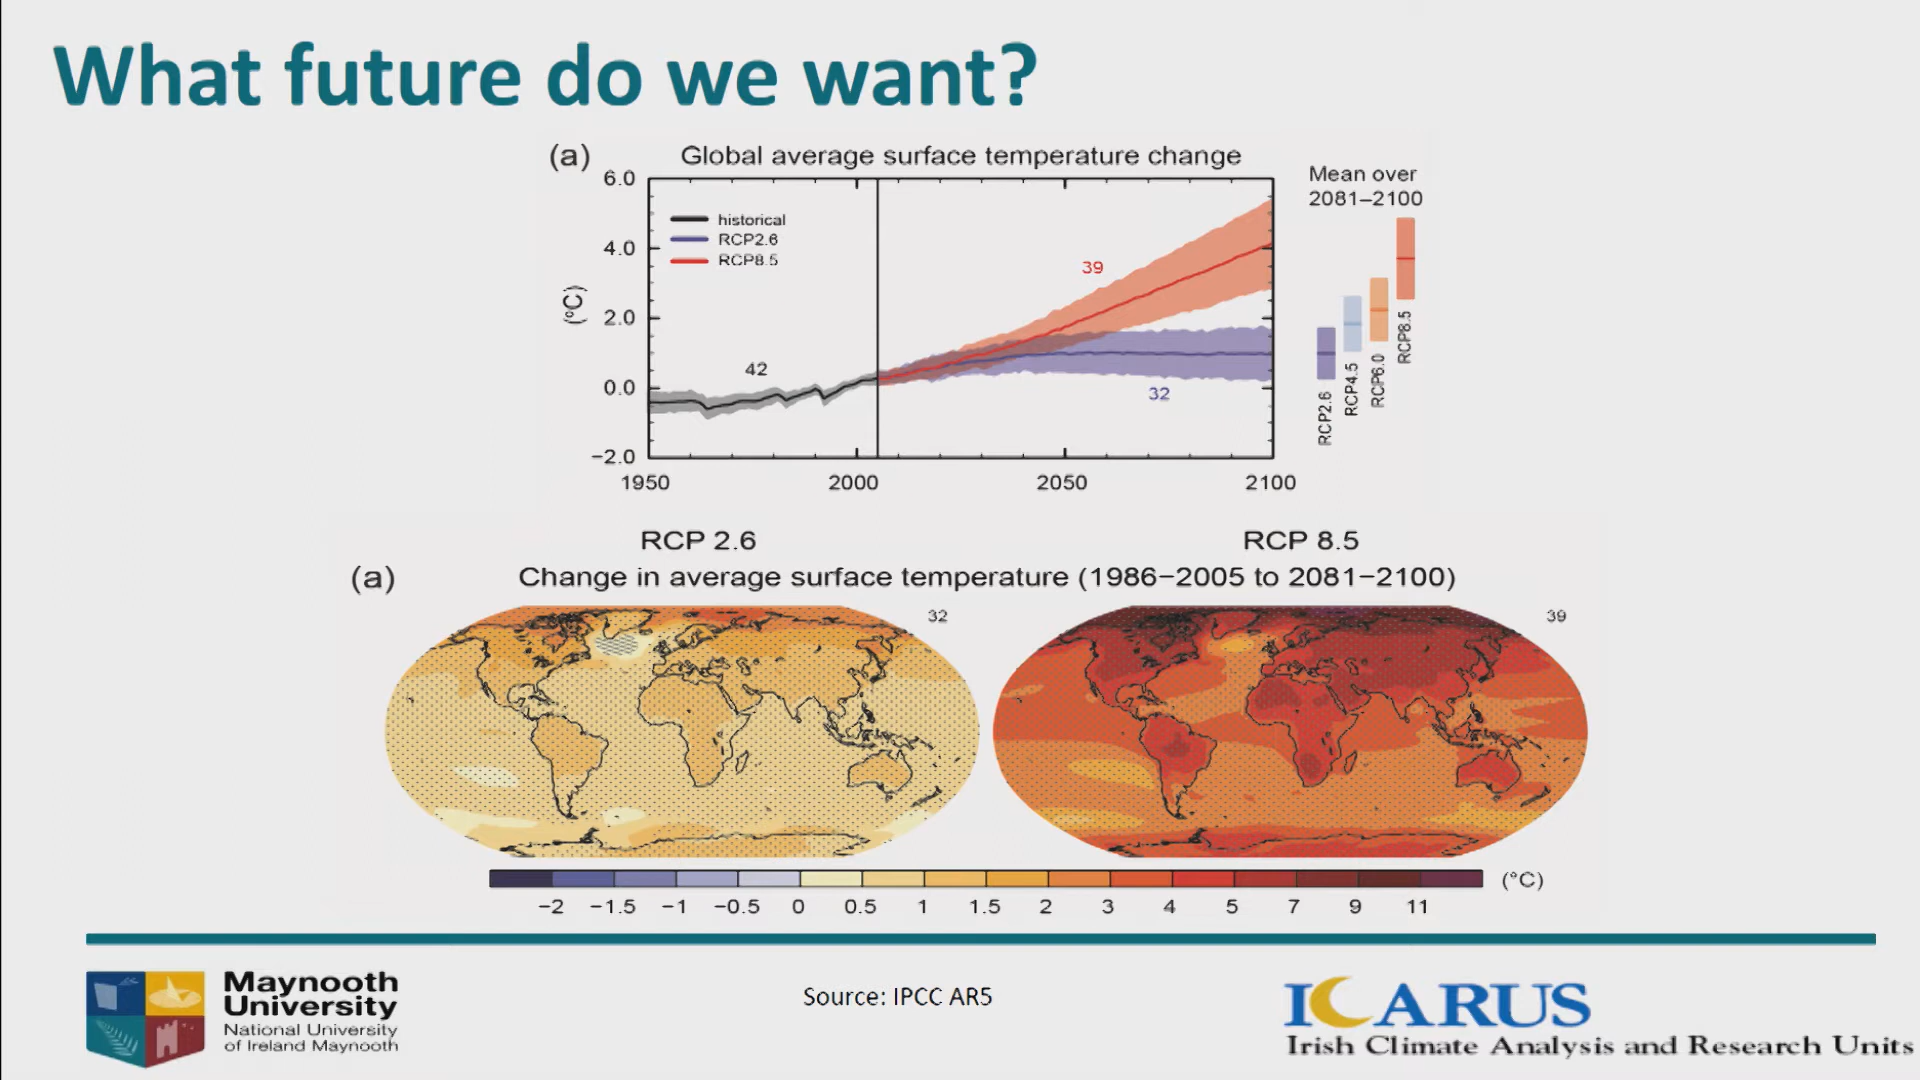 What future do we want?
(a)
Global average surface temperature change
Mean over
2081–2100
6.0
4.0
2.0
0.0
−2.0
(°C)
historical
RCP2.6
RCP8.5
42
39
32
1950
2000
2050
2100
RCP2.6
RCP4.5
RCP6.0
RCP8.5
RCP 2.6
RCP 8.5
(a)
Change in average surface temperature (1986−2005 to 2081−2100)
32
39
−2 −1.5 −1 −0.5 0 0.5 1 1.5 2 3 4 5 7 9 11
(°C)
Maynooth
University
National University
of Ireland Maynooth
Source: IPCC AR5
ICARUS
Irish Climate Analysis and Research Units